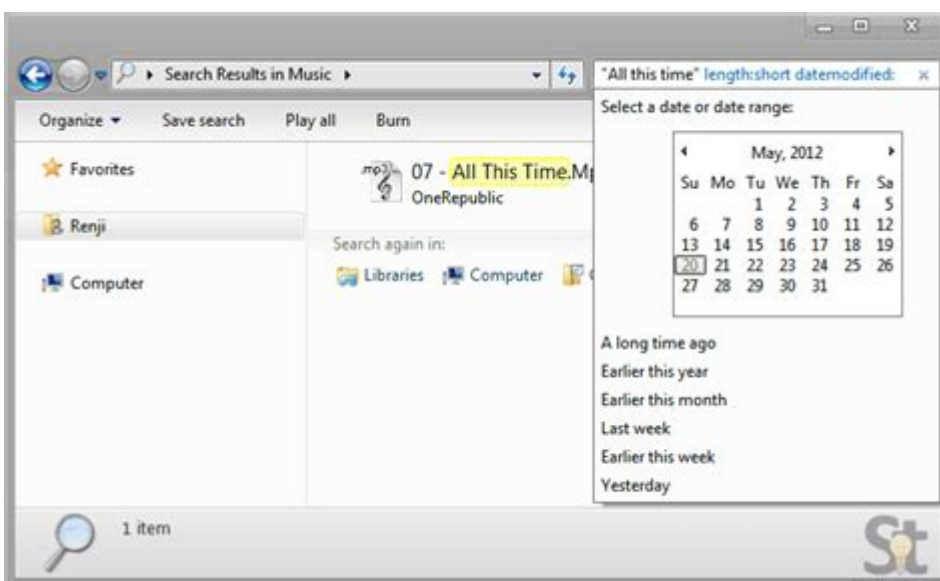 Search Results in Music
"All this time" length:short datemodified:
Organize
Save search
Play all
Burn
Favorites
Renji
Computer
mp3
07 - All This Time.Mp
OneRepublic
Search again in:
Libraries
Computer
Select a date or date range:
May, 2012
Su Mo Tu We Th Fr Sa
1 2 3 4 5
6 7 8 9 10 11 12
13 14 15 16 17 18 19
20 21 22 23 24 25 26
27 28 29 30 31
A long time ago
Earlier this year
Earlier this month
Last week
Earlier this week
Yesterday
1 item
St